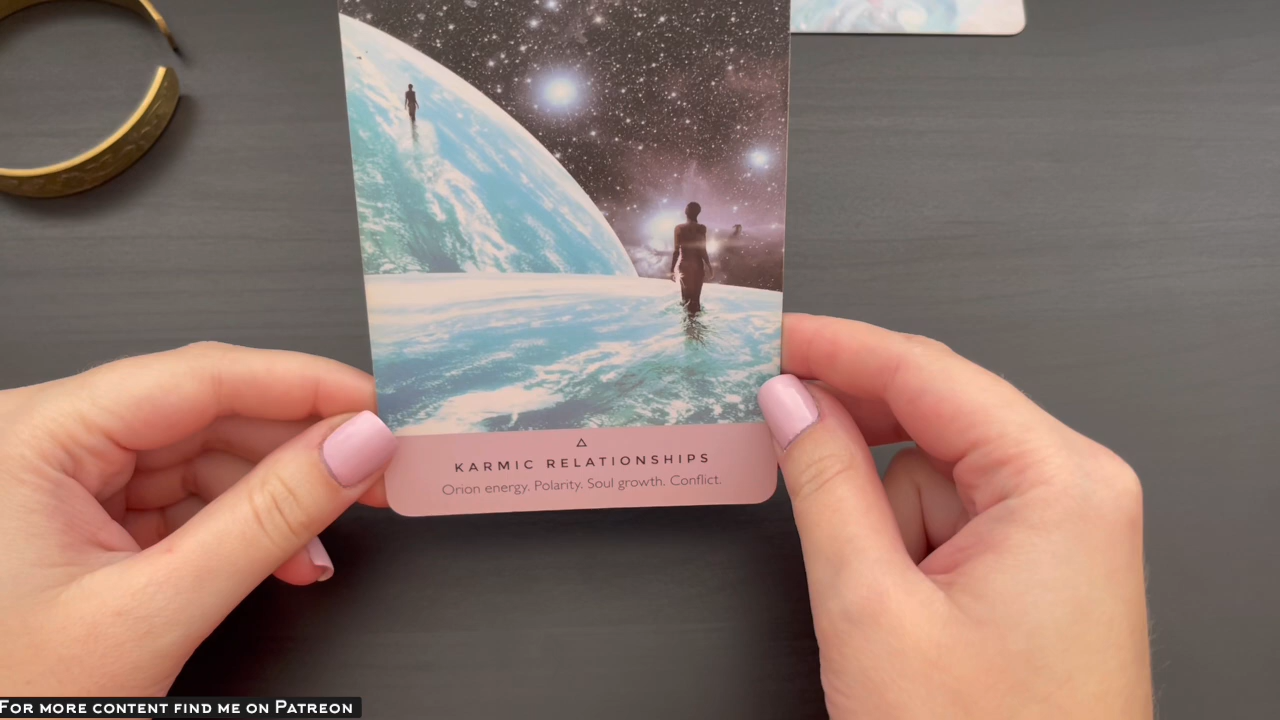 KARMIC RELATIONSHIPS
Orion energy. Polarity. Soul growth. Conflict.
For more content find me on Patreon